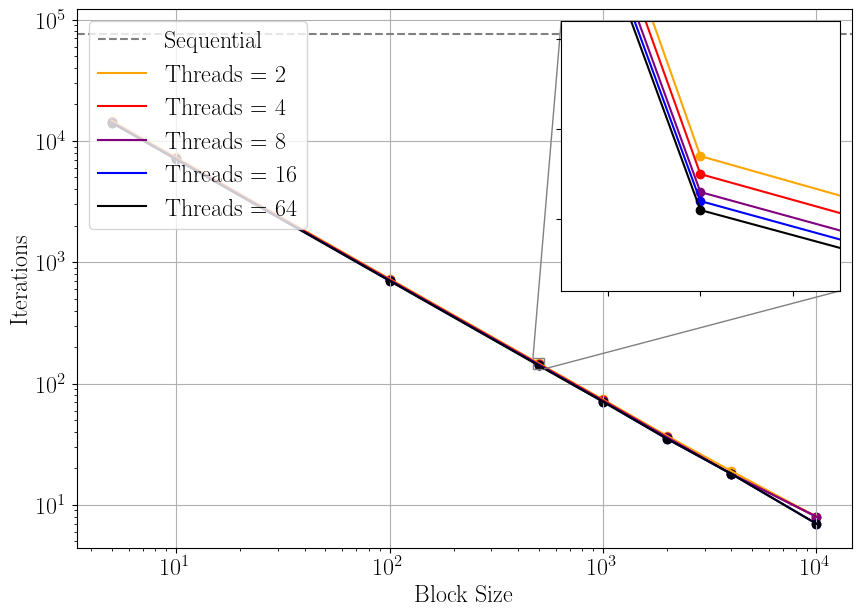 10^5
10^4
10^3
10^2
10^1
Iterations
Sequential
Threads = 2
Threads = 4
Threads = 8
Threads = 16
Threads = 64
10^1
10^2
10^3
10^4
Block Size